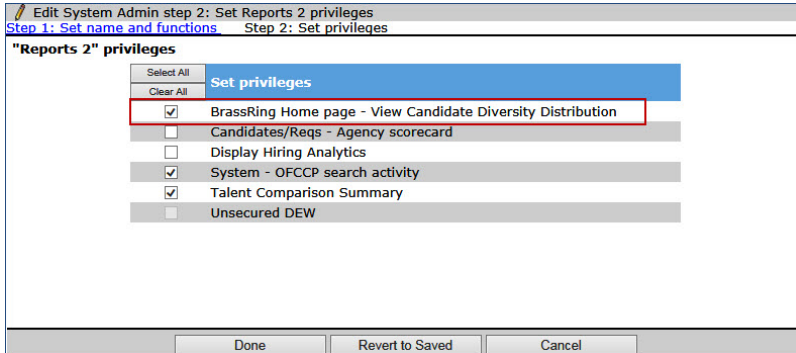 Edit System Admin step 2: Set Reports 2 privileges
Step 1: Set name and functions Step 2: Set privileges
"Reports 2" privileges
Select All
Clear All
Set privileges
BrassRing Home page - View Candidate Diversity Distribution
Candidates/Reqs - Agency scorecard
Display Hiring Analytics
System - OFCCP search activity
Talent Comparison Summary
Unsecured DEW
Done Revert to Saved Cancel